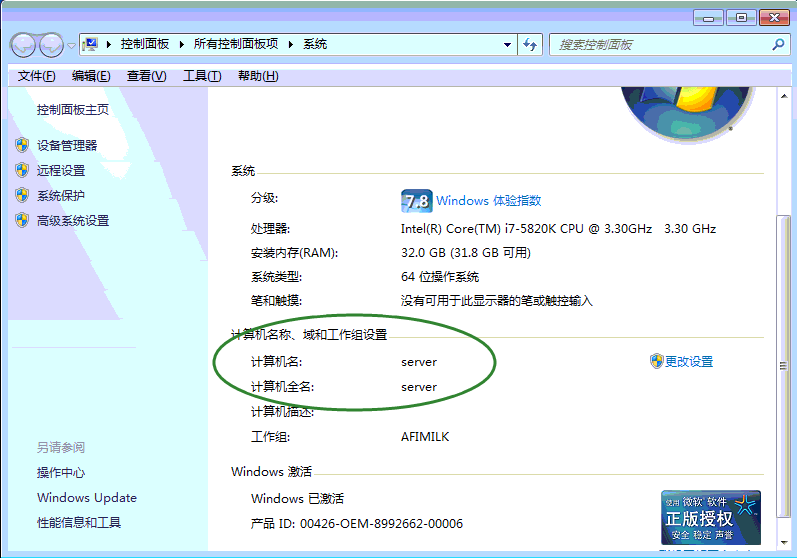 控制面板 ▸ 所有控制面板项 ▸ 系统
搜索控制面板
文件(F) 编辑(E) 查看(V) 工具(T) 帮助(H)
控制面板主页
设备管理器
远程设置
系统保护
高级系统设置
另请参阅
操作中心
Windows Update
性能信息和工具
系统
分级: 7.8 Windows 体验指数
处理器: Intel(R) Core(TM) i7-5820K CPU @ 3.30GHz 3.30 GHz
安装内存(RAM): 32.0 GB (31.8 GB 可用)
系统类型: 64 位操作系统
笔和触摸: 没有可用于此显示器的笔或触控输入
计算机名称、域和工作组设置
计算机名: server 更改设置
计算机全名: server
计算机描述:
工作组: AFIMILK
Windows 激活
Windows 已激活
产品 ID: 00426-OEM-8992662-00006
使用 微软 软件
正版授权
安全 稳定 声誉